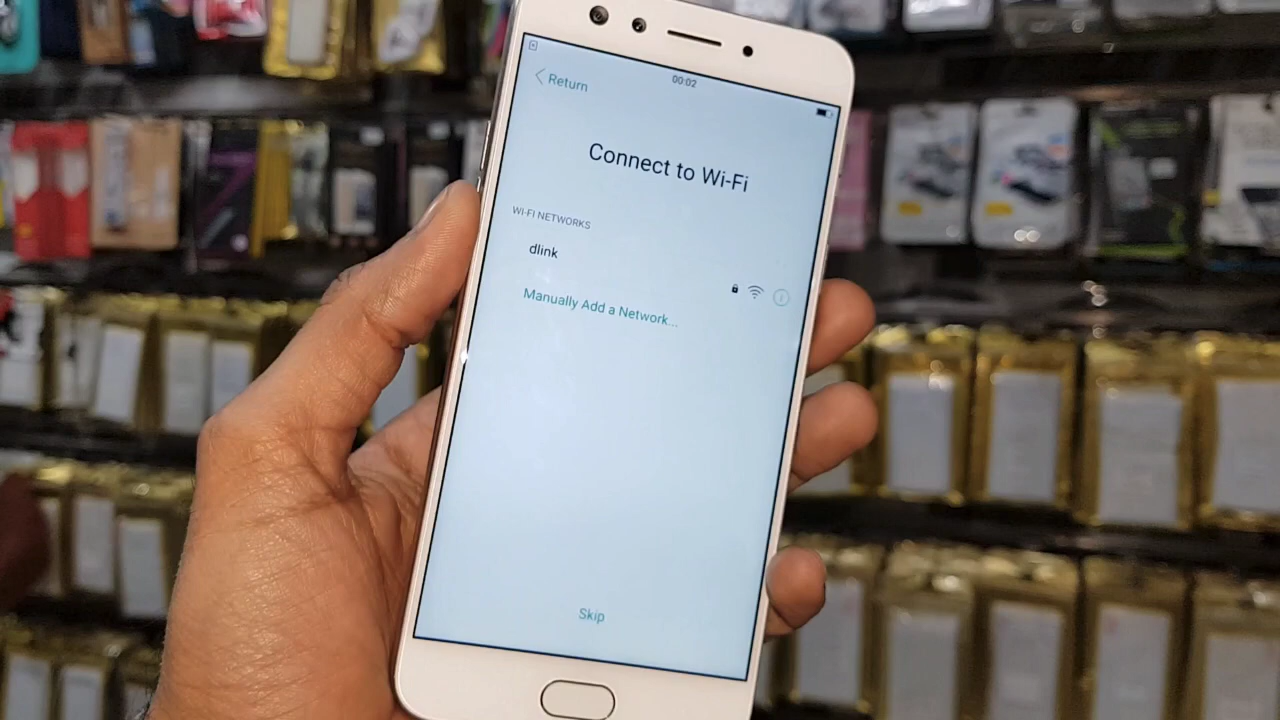 00:02
Return
Connect to Wi-Fi
WI-FI NETWORKS
dlink
Manually Add a Network...
Skip